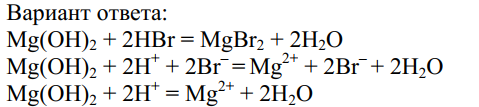 Вариант ответа:
Mg(OH)₂ + 2HBr = MgBr₂ + 2H₂O
Mg(OH)₂ + 2H⁺ + 2Br⁻ = Mg²⁺ + 2Br⁻ + 2H₂O
Mg(OH)₂ + 2H⁺ = Mg²⁺ + 2H₂O